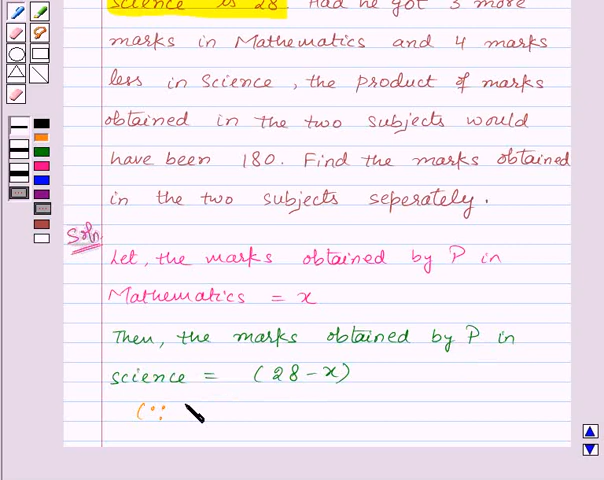 science is 28. Had he got 3 more
marks in Mathematics and 4 marks
less in Science, the product of marks
obtained in the two subjects would
have been 180. Find the marks obtained
in the two subjects seperately.
Soln.
Let, the marks obtained by P in
Mathematics = x
Then, the marks obtained by P in
science = (28-x)
(∵